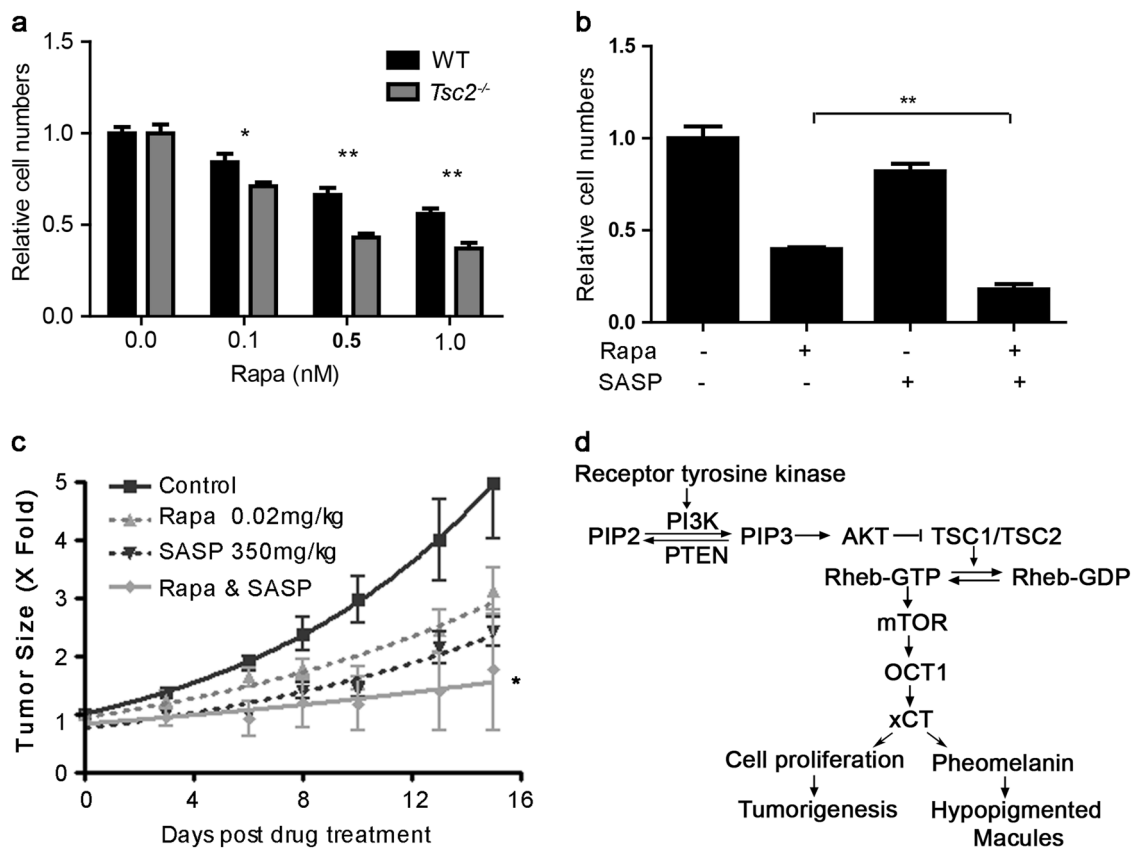 a
1.5
1.0
0.5
0.0
Relative cell numbers
WT
Tsc2-/-
*
**
**
0.0 0.1 0.5 1.0
Rapa (nM)
b
1.5
1.0
0.5
0.0
Relative cell numbers
**
Rapa - + - +
SASP - - + +
c
5
4
3
2
1
0
Tumor Size (X Fold)
Control
Rapa 0.02mg/kg
SASP 350mg/kg
Rapa & SASP
*
0 4 8 12 16
Days post drug treatment
d
Receptor tyrosine kinase
PI3K
PIP2 PIP3 AKT TSC1/TSC2
PTEN
Rheb-GTP Rheb-GDP
mTOR
OCT1
xCT
Cell proliferation Pheomelanin
Tumorigenesis Hypopigmented
Macules